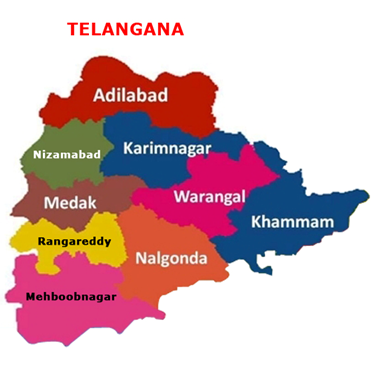 TELANGANA
Adilabad
Nizamabad
Karimnagar
Medak
Warangal
Khammam
Rangareddy
Nalgonda
Mehboobnagar